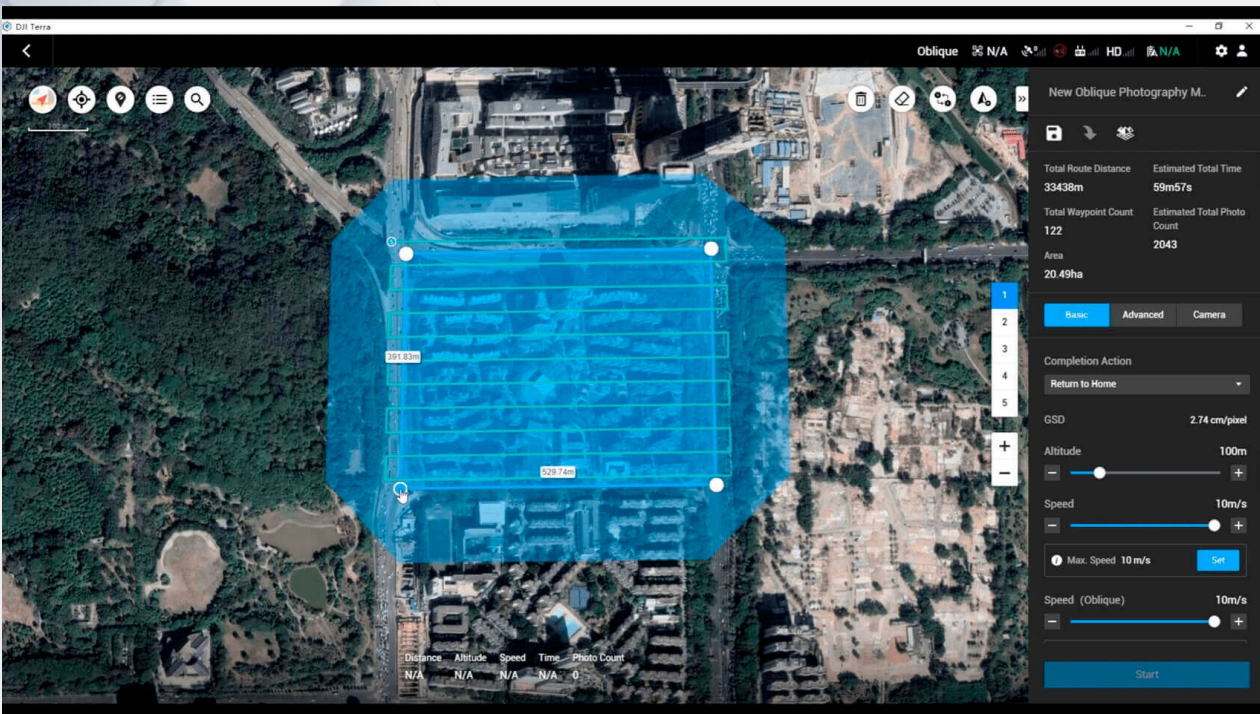 DJI Terra
Oblique N/A HD N/A
New Oblique Photography M..
Total Route Distance
33438m
Estimated Total Time
59m57s
Total Waypoint Count
122
Estimated Total Photo
Count
2043
Area
20.49ha
Basic Advanced Camera
Completion Action
Return to Home
GSD 2.74 cm/pixel
Altitude 100m
Speed 10m/s
Max. Speed 10 m/s Set
Speed (Oblique) 10m/s
Start
1
2
3
4
5
391.83m
529.74m
Distance Altitude Speed Time Photo Count
N/A N/A N/A N/A 0